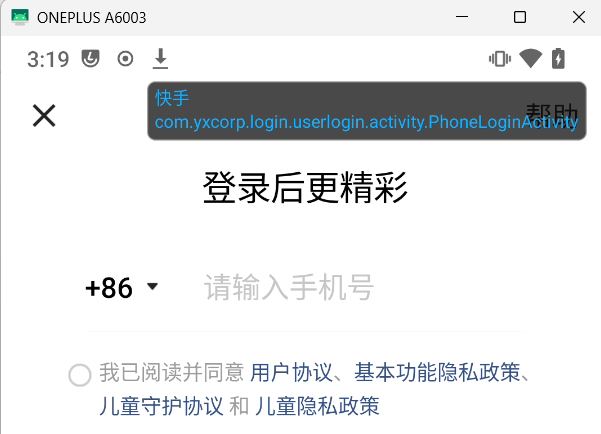 ONEPLUS A6003
3:19
快手
com.yxcorp.login.userlogin.activity.PhoneLoginActivity
帮助
登录后更精彩
+86 请输入手机号
我已阅读并同意 用户协议、基本功能隐私政策、
儿童守护协议 和 儿童隐私政策